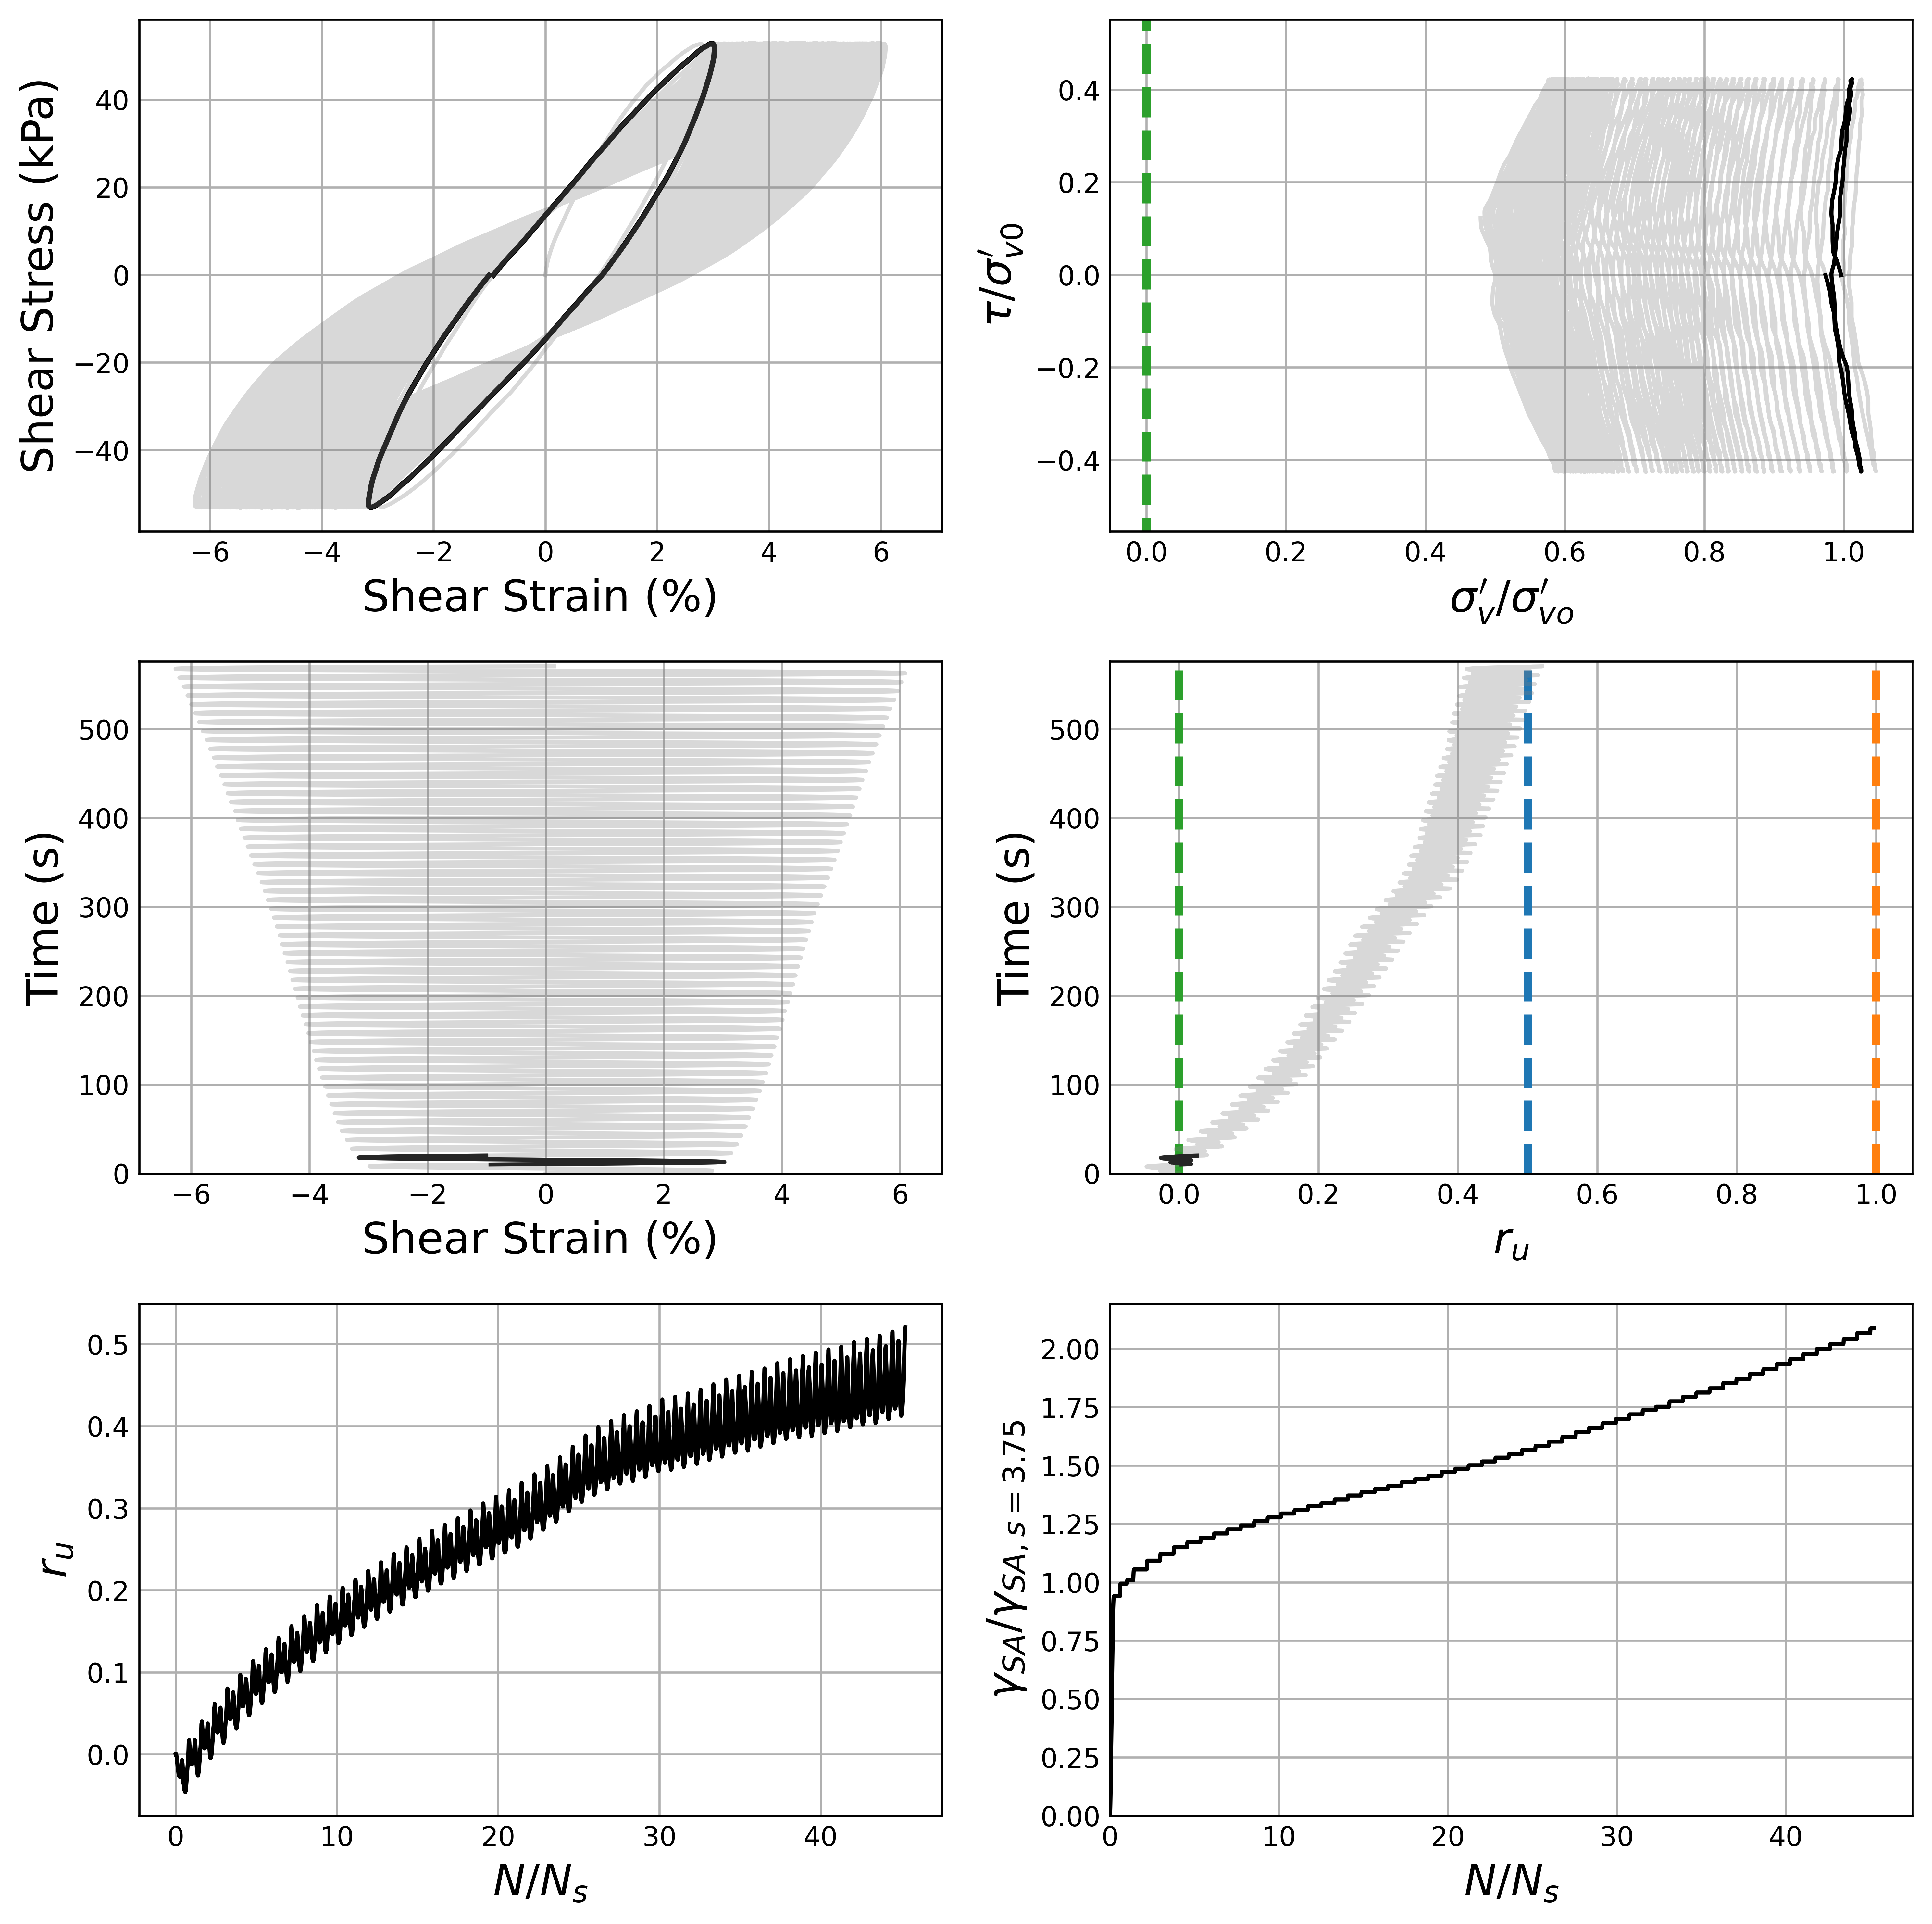 40
20
0
−20
−40
Shear Stress (kPa)
−6 −4 −2 0 2 4 6
Shear Strain (%)
0.4
0.2
0.0
−0.2
−0.4
τ/σ′v0
0.0 0.2 0.4 0.6 0.8 1.0
σ′v/σ′vo
500
400
300
200
100
0
Time (s)
−6 −4 −2 0 2 4 6
Shear Strain (%)
500
400
300
200
100
0
Time (s)
0.0 0.2 0.4 0.6 0.8 1.0
ru
0.5
0.4
0.3
0.2
0.1
0.0
ru
0 10 20 30 40
N/Ns
2.00
1.75
1.50
1.25
1.00
0.75
0.50
0.25
0.00
γSA/γSA, s = 3.75
0 10 20 30 40
N/Ns